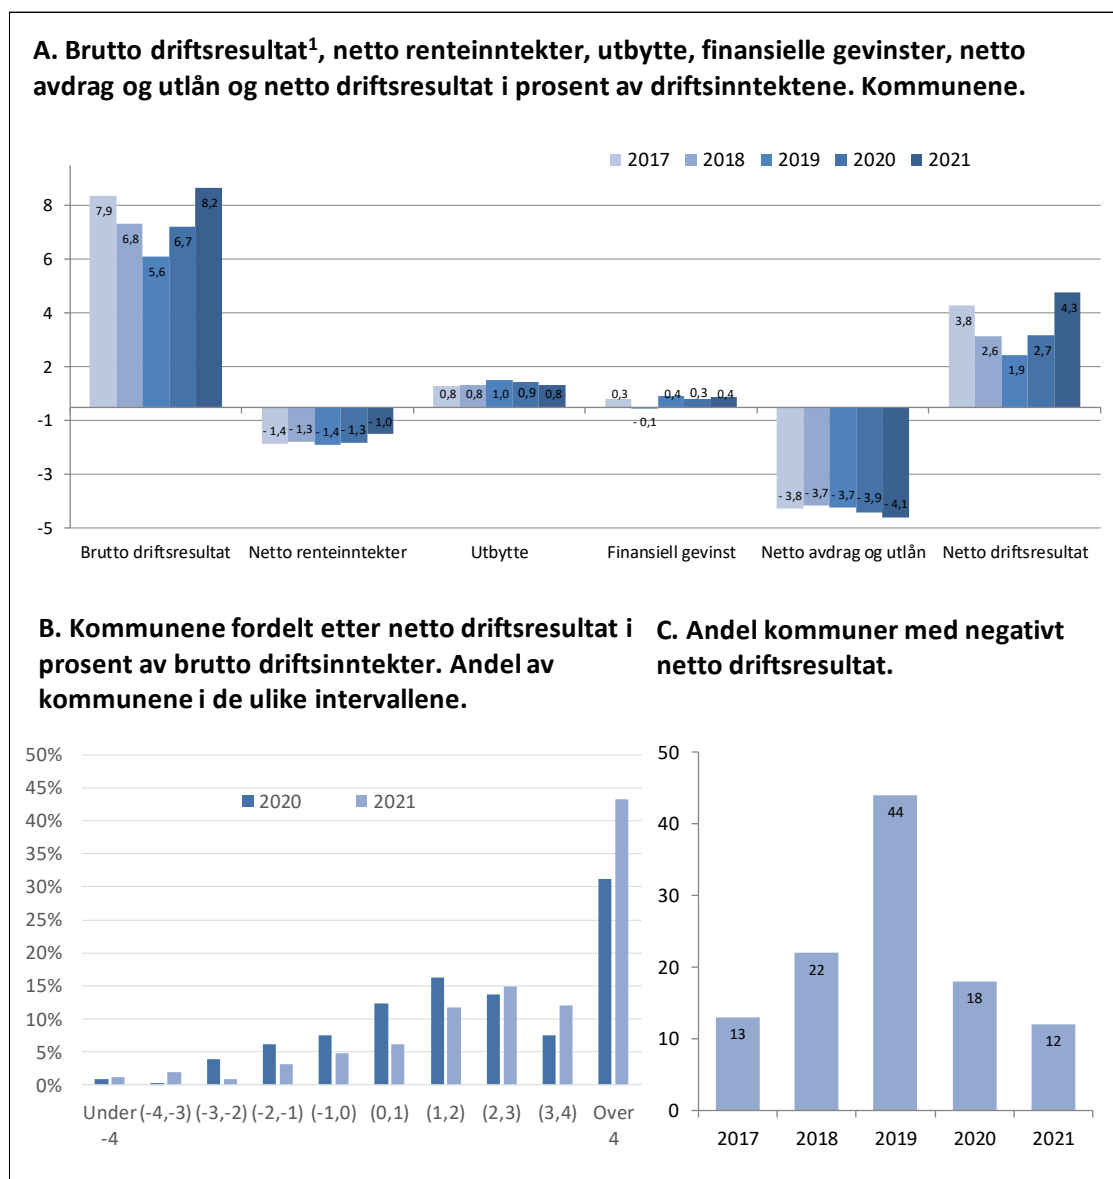 A. Brutto driftsresultat1, netto renteinntekter, utbytte, finansielle gevinster, netto
avdrag og utlån og netto driftsresultat i prosent av driftsinntektene. Kommunene.
2017 2018 2019 2020 2021
8
6
4
2
-1
-3
-5
7,9 6,8 5,6 6,7 8,2
- 1,4 - 1,3 - 1,4 - 1,3 - 1,0
0,8 0,8 1,0 0,9 0,8
0,3 - 0,1 0,4 0,3 0,4
- 3,8 - 3,7 - 3,7 - 3,9 - 4,1
3,8 2,6 1,9 2,7 4,3
Brutto driftsresultat Netto renteinntekter Utbytte Finansiell gevinst Netto avdrag og utlån Netto driftsresultat
B. Kommunene fordelt etter netto driftsresultat i
prosent av brutto driftsinntekter. Andel av
kommunene i de ulike intervallene.
50%
45%
40%
35%
30%
25%
20%
15%
10%
5%
0%
2020 2021
Under (-4,-3) (-3,-2) (-2,-1) (-1,0) (0,1) (1,2) (2,3) (3,4) Over
-4 4
C. Andel kommuner med negativt
netto driftsresultat.
50
40
30
20
10
0
13 22 44 18 12
2017 2018 2019 2020 2021